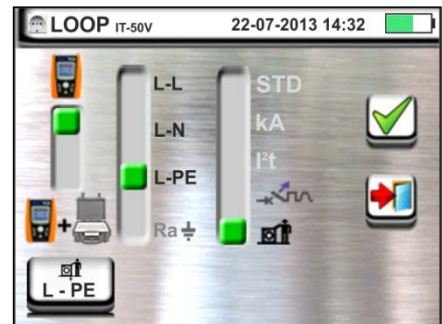 LOOP IT-50V 22-07-2013 14:32
L-L STD
L-N kA
L-PE I²t
+ Ra
L - PE